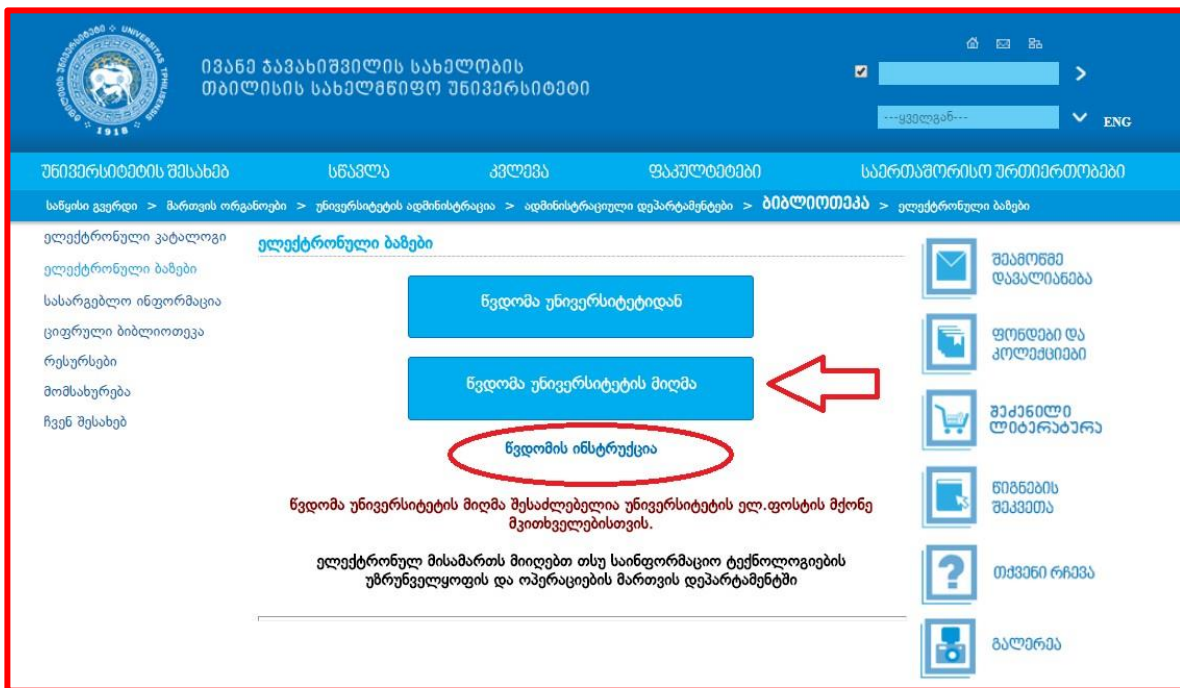 ივანე ჯავახიშვილის სახელობის
თბილისის სახელმწიფო უნივერსიტეტი
---ყველგან---
ENG
უნივერსიტეტის შესახებ სწავლა კვლევა ფაკულტეტები საერთაშორისო ურთიერთობები
საწყისი გვერდი > მართვის ორგანოები > უნივერსიტეტის ადმინისტრაცია > ადმინისტრაციული დეპარტამენტები > ბიბლიოთეკა > ელექტრონული ბაზები
ელექტრონული კატალოგი
ელექტრონული ბაზები
სასარგებლო ინფორმაცია
ციფრული ბიბლიოთეკა
რესურსები
მომსახურება
ჩვენ შესახებ
ელექტრონული ბაზები
წვდომა უნივერსიტეტიდან
წვდომა უნივერსიტეტის მიღმა
წვდომის ინსტრუქცია
წვდომა უნივერსიტეტის მიღმა შესაძლებელია უნივერსიტეტის ელ.ფოსტის მქონე
მკითხველებისთვის.
ელექტრონულ მისამართს მიიღებთ თსუ საინფორმაციო ტექნოლოგიების
უზრუნველყოფის და ოპერაციების მართვის დეპარტამენტში
შეამოწმე
დავალიანება
ფონდები და
კოლექციები
შეძენილი
ლიტერატურა
წიგნების
შეკვეთა
თქვენი რჩევა
გალერეა
1918